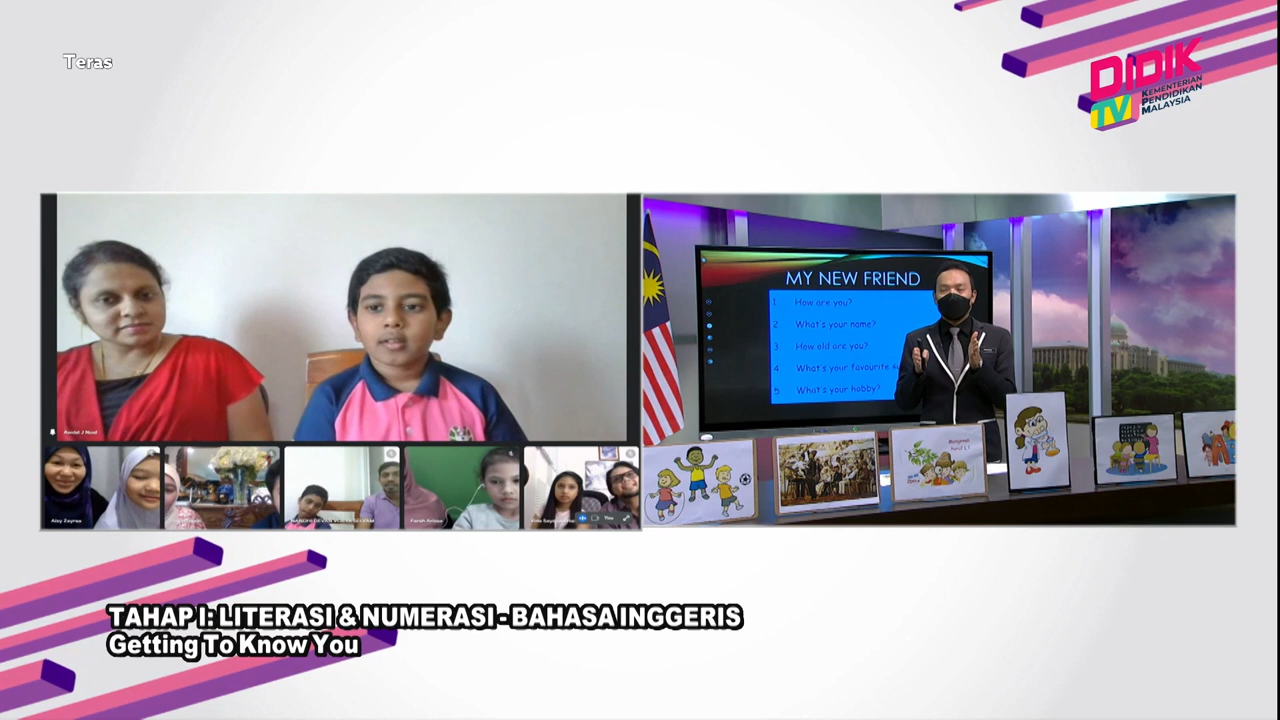 Teras
DIDIK
TV
KEMENTERIAN
PENDIDIKAN
MALAYSIA
MY NEW FRIEND
1. How are you?
2. What's your name?
3. How old are you?
4. What's your favourite
5. What's your hobby?
You
TAHAP I: LITERASI & NUMERASI - BAHASA INGGERIS
Getting To Know You